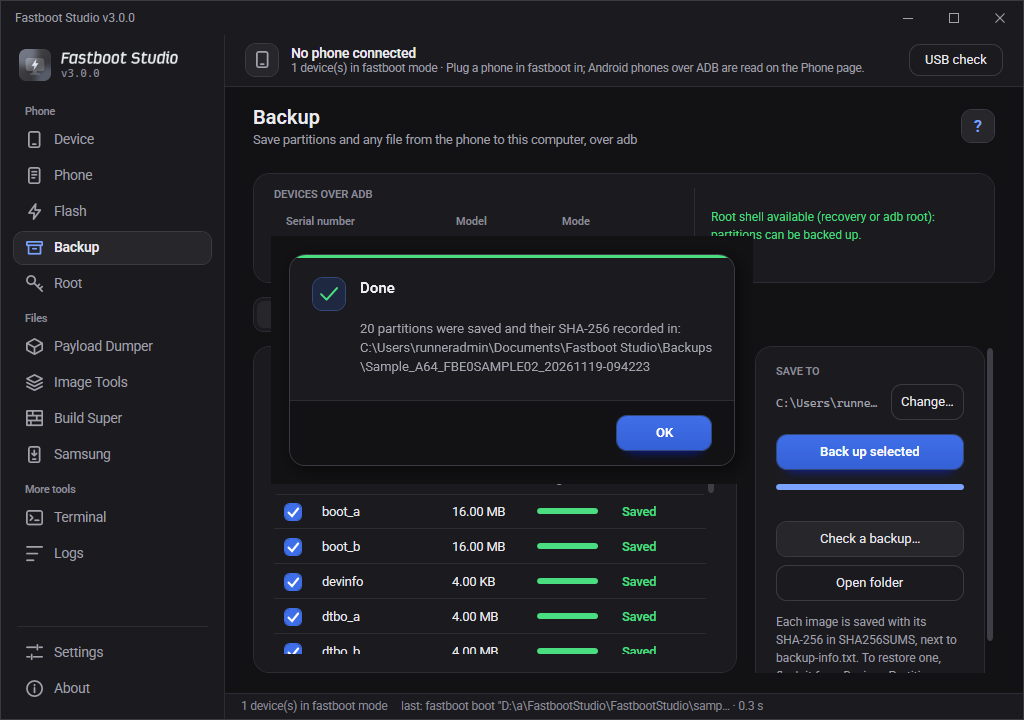 Fastboot Studio v3.0.0
Fastboot Studio
v3.0.0
No phone connected
1 device(s) in fastboot mode · Plug a phone in fastboot in; Android phones over ADB are read on the Phone page.
USB check
Phone
Device
Phone
Flash
Backup
Root
Files
Payload Dumper
Image Tools
Build Super
Samsung
More tools
Terminal
Logs
Settings
About
Backup
Save partitions and any file from the phone to this computer, over adb
?
DEVICES OVER ADB
Serial number Model Mode
Root shell available (recovery or adb root):
partitions can be backed up.
Done
20 partitions were saved and their SHA-256 recorded in:
C:\Users\runneradmin\Documents\Fastboot Studio\Backups
\Sample_A64_FBE0SAMPLE02_20261119-094223
OK
boot_a 16.00 MB Saved
boot_b 16.00 MB Saved
devinfo 4.00 KB Saved
dtbo_a 4.00 MB Saved
dtbo_b 4.00 MB Saved
SAVE TO
C:\Users\runne…
Change…
Back up selected
Check a backup…
Open folder
Each image is saved with its
SHA-256 in SHA256SUMS, next to
backup-info.txt. To restore one,
1 device(s) in fastboot mode last: fastboot boot "D:\a\FastbootStudio\FastbootStudio\samp… · 0.3 s